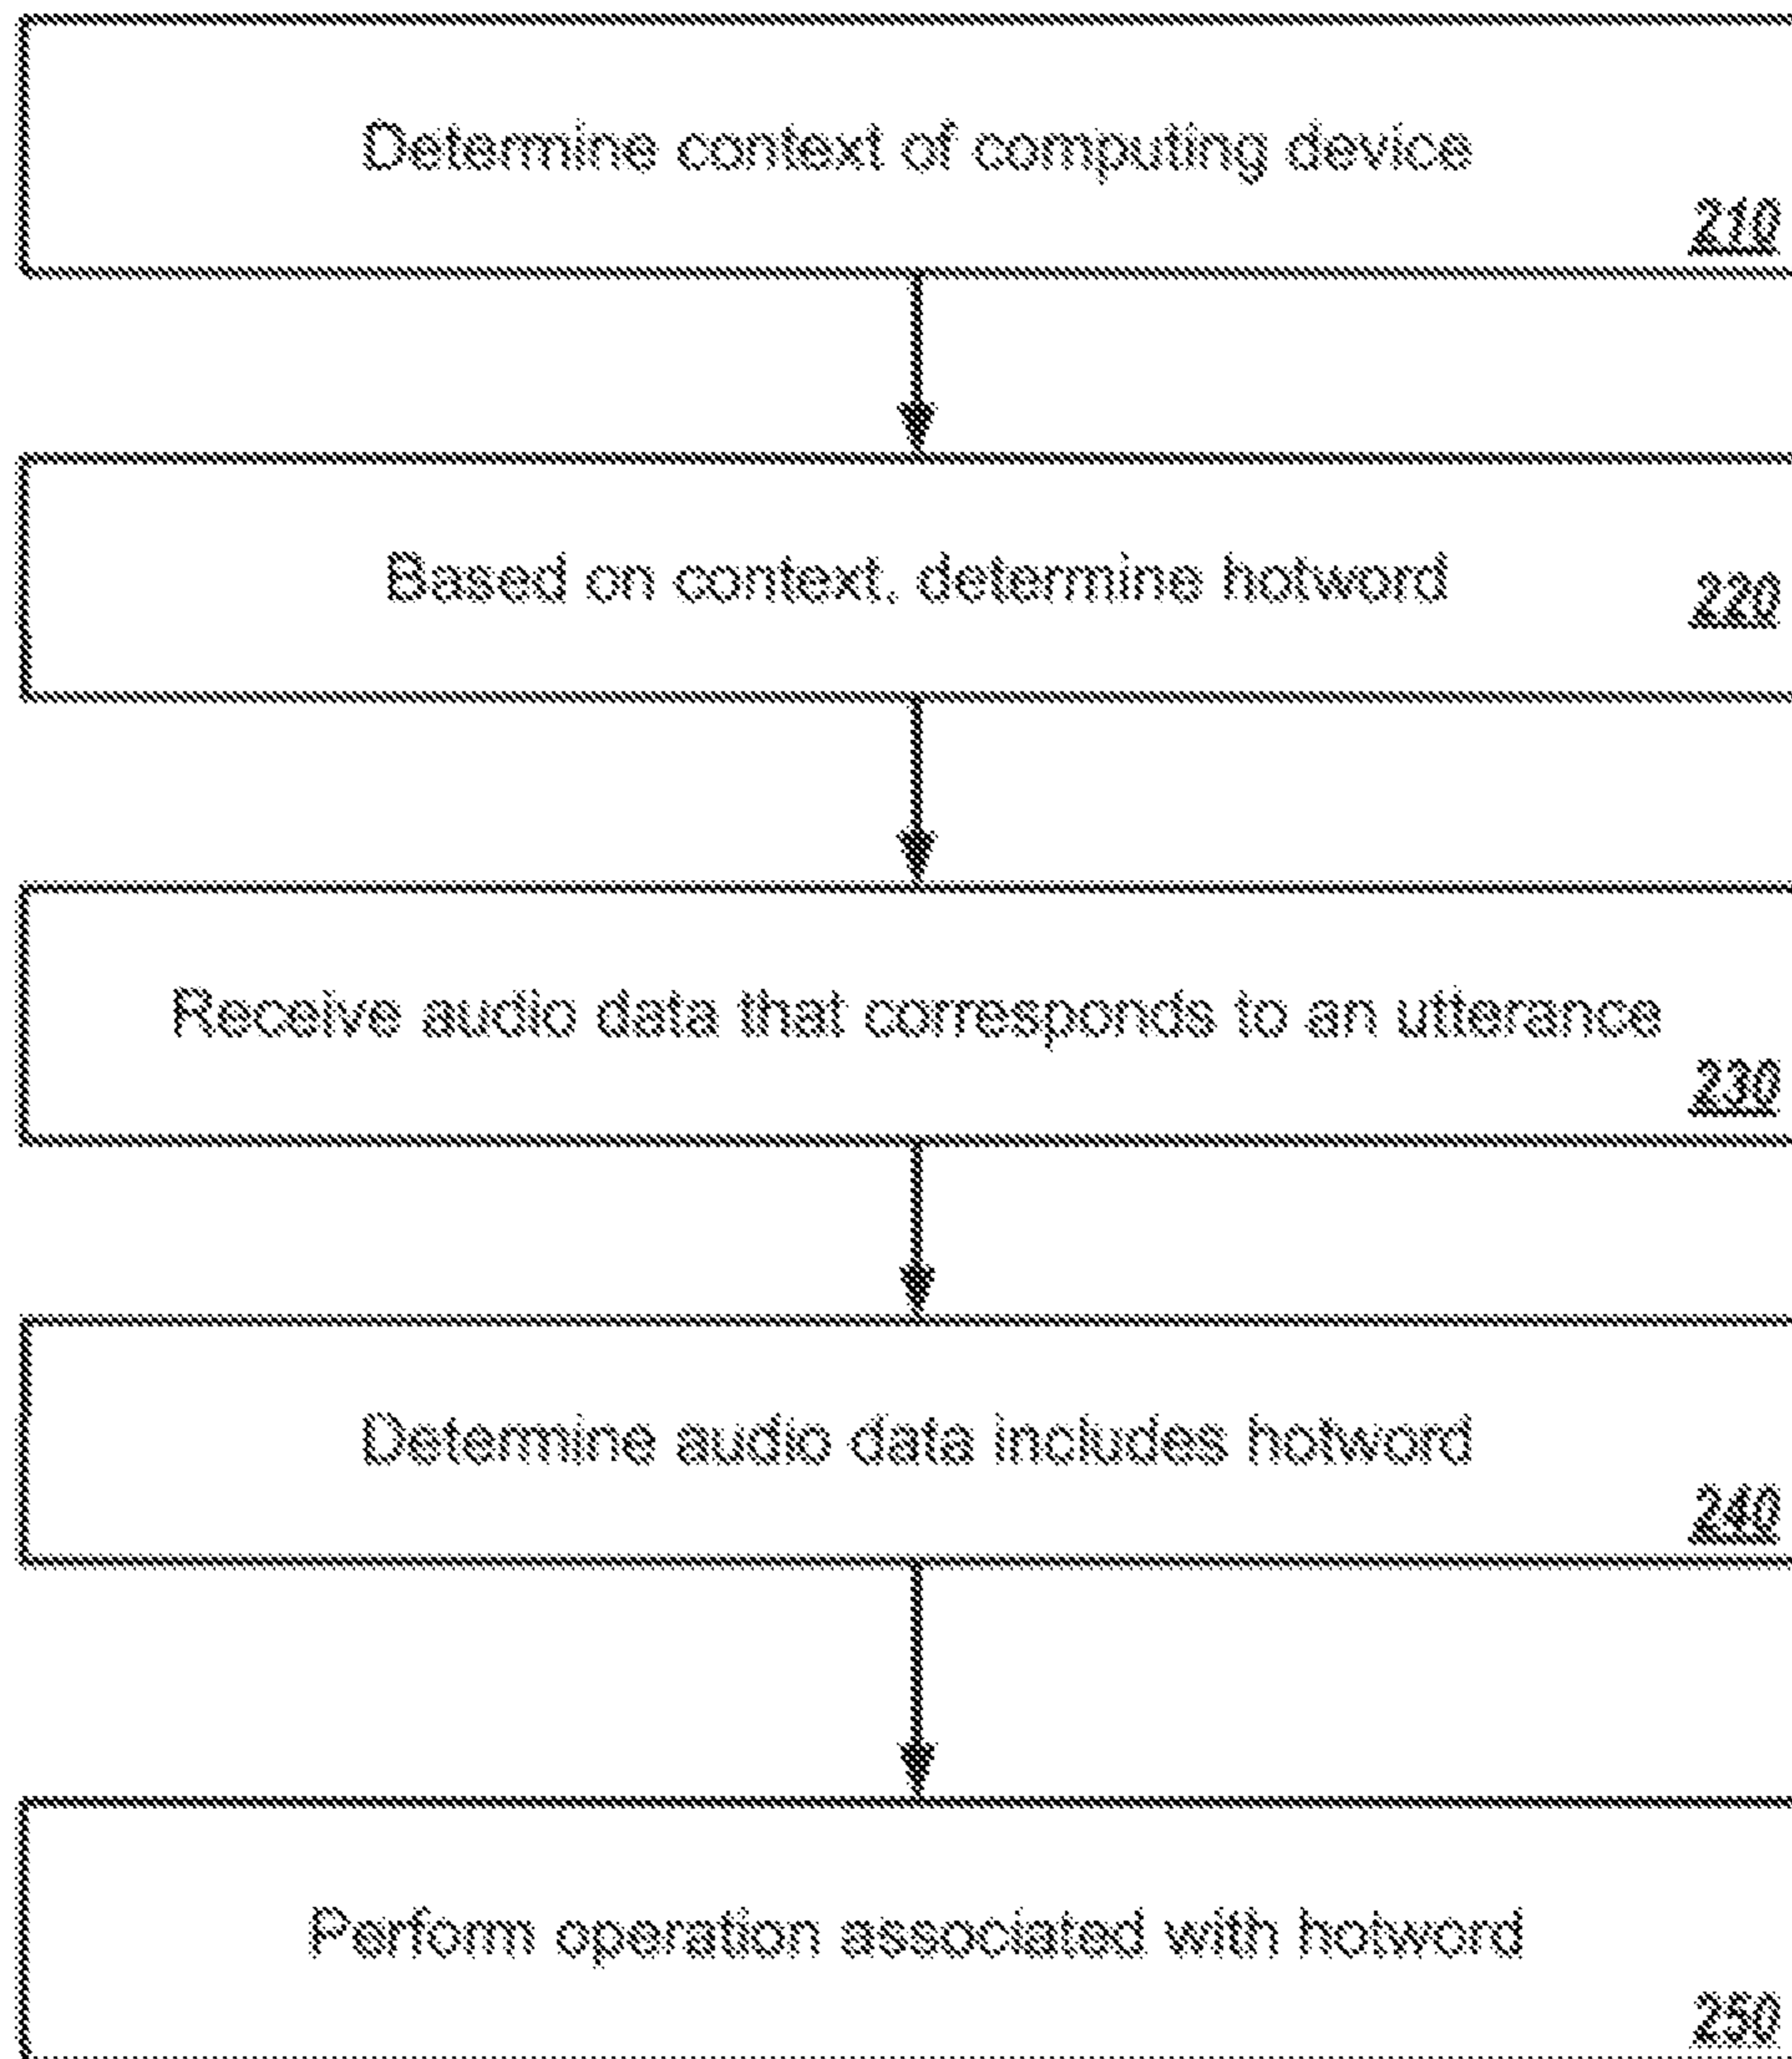 Determine context of computing device
210
Based on context, determine hotword
220
Receive audio data that corresponds to an utterance
230
Determine audio data includes hotword
240
Perform operation associated with hotword
250